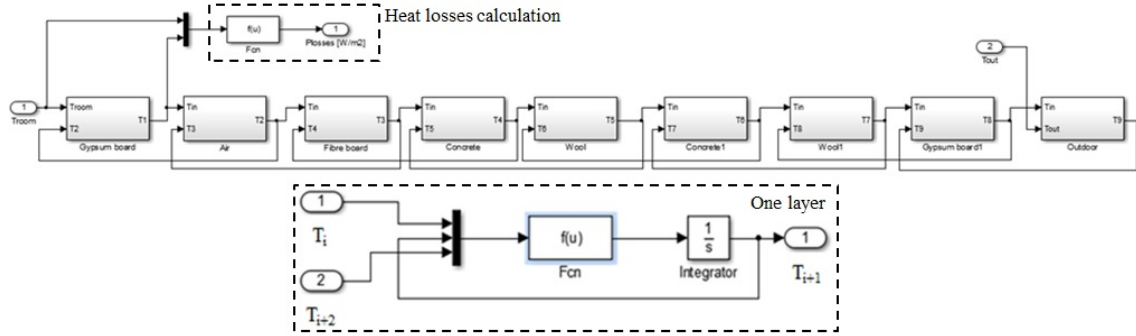 Heat losses calculation
f(u)
Fcn
1
Plosses [W/m2]
2
Tout
1
Troom
Troom
T2
T1
Gypsum board
Tin
T3
T2
Air
Tin
T4
T3
Fibre board
Tin
T5
T4
Concrete
Tin
T6
T5
Wool
Tin
T7
T6
Concrete1
Tin
T8
T7
Wool1
Tin
T9
T8
Gypsum board1
Tin
Tout
T9
Outdoor
One layer
1
Ti
2
Ti+2
f(u)
Fcn
1
s
Integrator
1
Ti+1